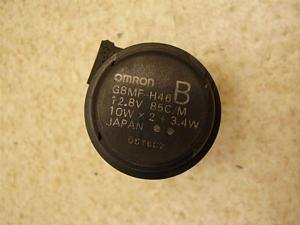 OMRON
G8MF-H46 B
12.8V 85C/M
10W × 2 + 3.4W
JAPAN